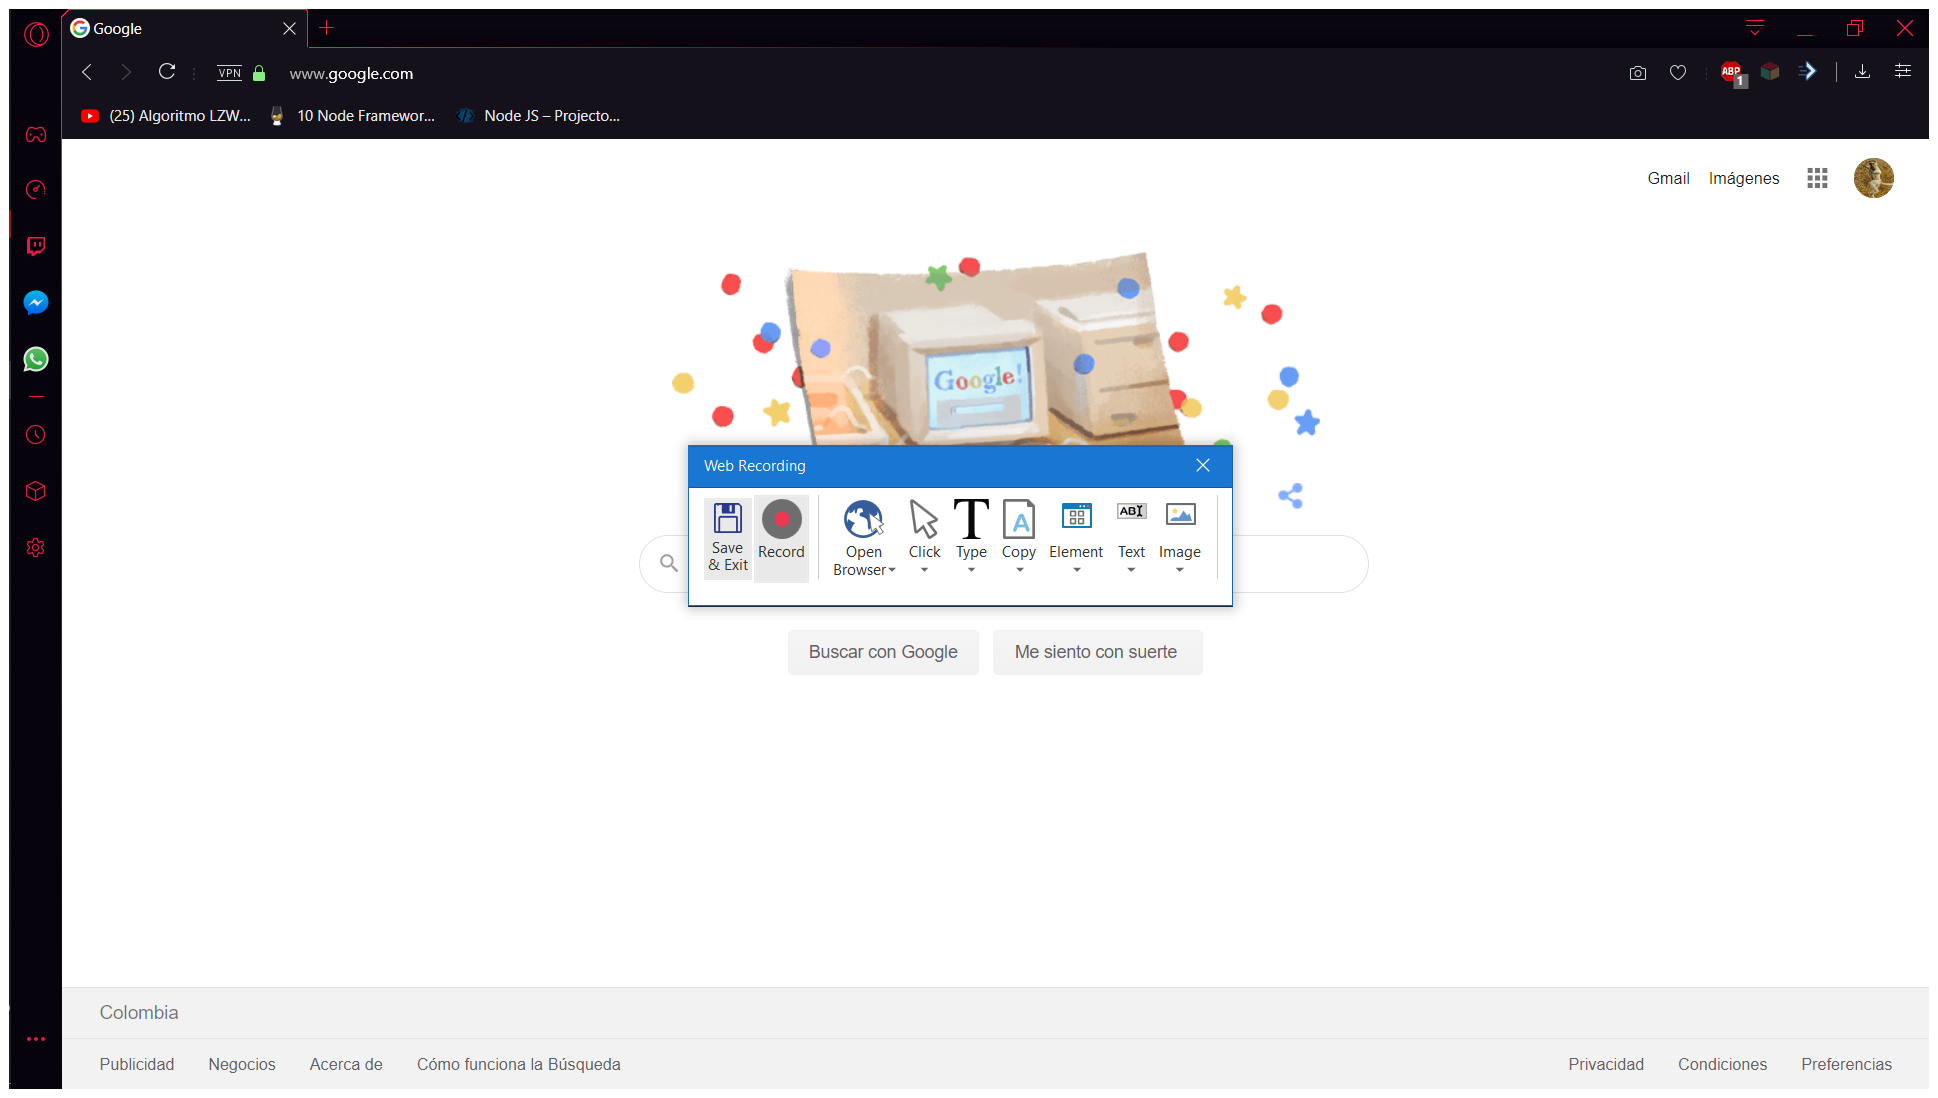 Google
VPN
www.google.com
ABP
1
(25) Algoritmo LZW...
10 Node Framewor...
Node JS – Projecto...
Gmail
Imágenes
Google!
Web Recording
Save & Exit
Record
Open Browser
Click
T
Type
A
Copy
Element
ABI
Text
Image
Buscar con Google
Me siento con suerte
Colombia
Publicidad
Negocios
Acerca de
Cómo funciona la Búsqueda
Privacidad
Condiciones
Preferencias